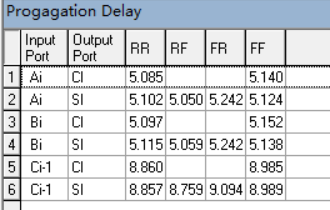 Progagation Delay
Input Port Output Port RR RF FR FF
1 Ai CI 5.085 5.140
2 Ai SI 5.102 5.050 5.242 5.124
3 Bi CI 5.097 5.152
4 Bi SI 5.115 5.059 5.242 5.138
5 Ci-1 CI 8.860 8.985
6 Ci-1 SI 8.857 8.759 9.094 8.989